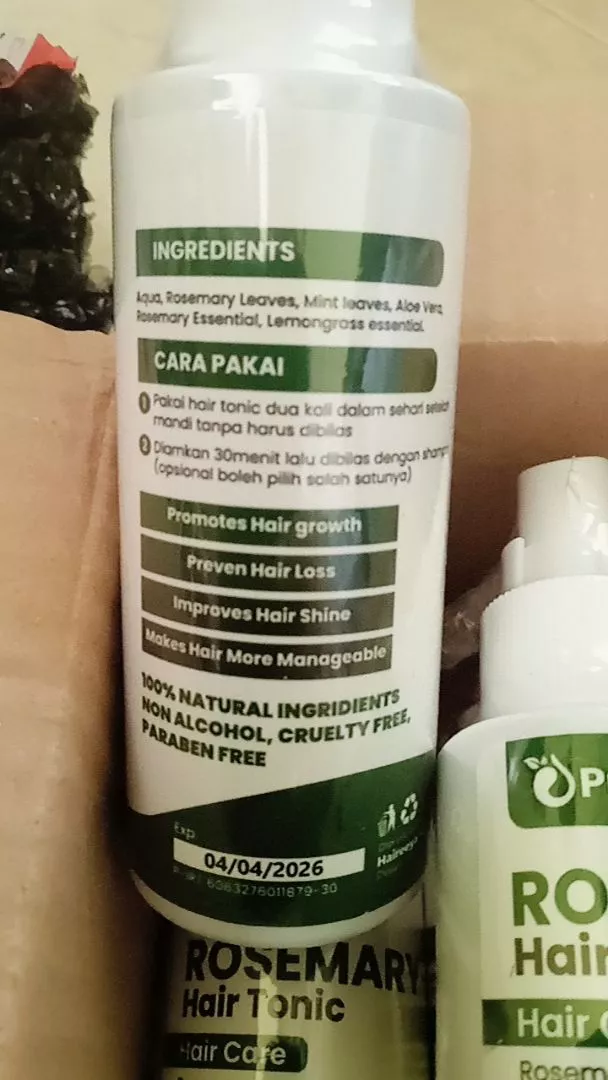 INGREDIENTS
Aqua, Rosemary Leaves, Mint leaves, Aloe Vera,
Rosemary Essential, Lemongrass essential.
CARA PAKAI
1 Pakai hair tonic dua kali dalam sehari
mandi tanpa harus dibilas
2 Diamkan 30menit lalu dibilas dengan
(opsional boleh pilih salah satunya)
Promotes Hair growth
Preven Hair Loss
Improves Hair Shine
Makes Hair More Manageable
100% NATURAL INGRIDIENTS
NON ALCOHOL, CRUELTY FREE,
PARABEN FREE
Exp
04/04/2026
ROSEMARY
Hair Tonic
Hair Care
RO
Hair
Hair
Rosem